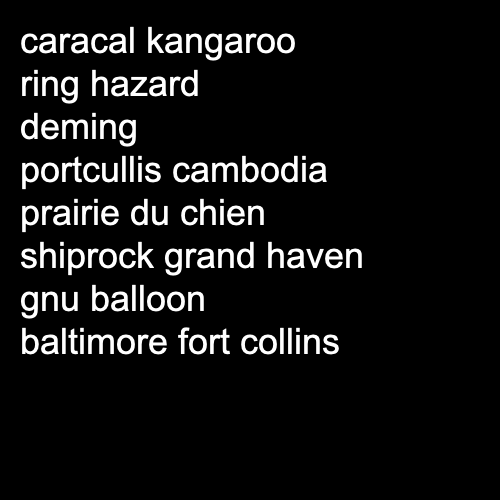 caracal kangaroo
ring hazard
deming
portcullis cambodia
prairie du chien
shiprock grand haven
gnu balloon
baltimore fort collins